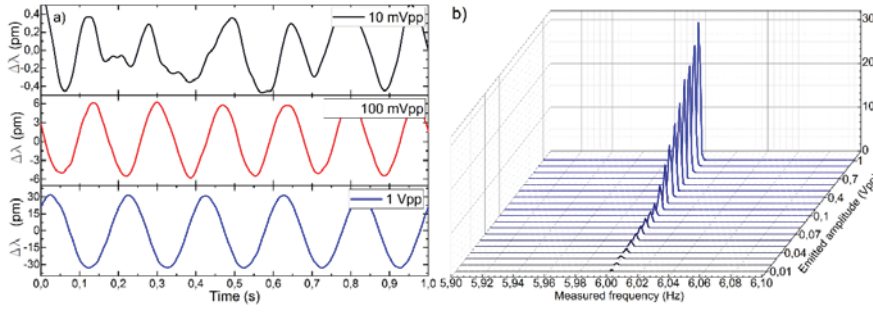 a)
10 mVpp
0,4
0,0
-0,4
Δλ (pm)
100 mVpp
6
3
0
-3
-6
Δλ (pm)
1 Vpp
30
15
0
-15
-30
Δλ (pm)
0,0 0,1 0,2 0,3 0,4 0,5 0,6 0,7 0,8 0,9 1,0
Time (s)
b)
30
20
10
0
1
0,7
0,4
0,1
0,07
0,04
0,01
Emitted amplitude (Vpp)
5,90 5,92 5,94 5,96 5,98 6,00 6,02 6,04 6,06 6,08 6,10
Measured frequency (Hz)